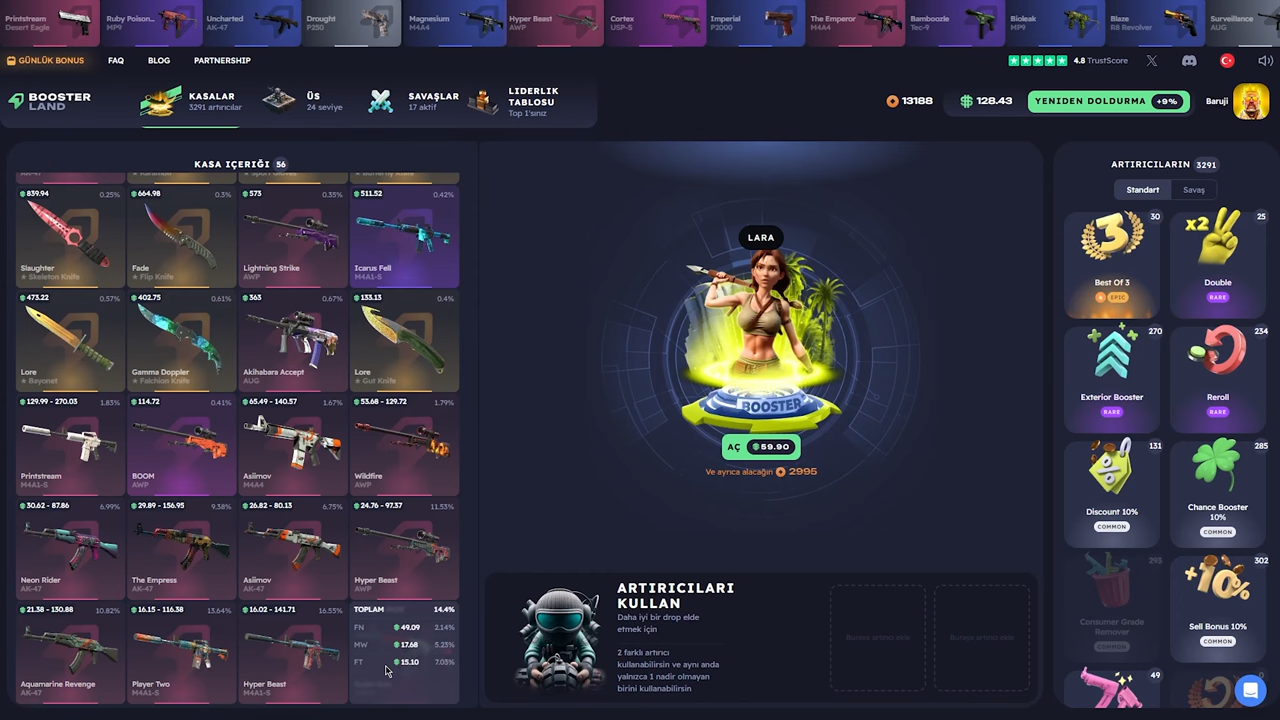 Printstream
Desert Eagle
Ruby Poison...
MP9
Uncharted
AK-47
Drought
P250
Magnesium
M4A4
Hyper Beast
AWP
Cortex
USP-S
Imperial
P2000
The Emperor
M4A4
Bamboozle
Tec-9
Bioleak
MP9
Blaze
R8 Revolver
Surveillance
AUG
GÜNLÜK BONUS
FAQ
BLOG
PARTNERSHIP
4.8 TrustScore
BOOSTER
LAND
KASALAR
3291 artırıcılar
ÜS
24 seviye
SAVAŞLAR
17 aktif
LIDERLIK
TABLOSU
Top 1'sınız
13188
128.43
YENIDEN DOLDURMA +9%
Baruji
KASA IÇERIĞI 56
839.94 0.25%
Slaughter
★ Skeleton Knife
664.98 0.3%
Fade
★ Flip Knife
573 0.35%
Lightning Strike
AWP
511.52 0.42%
Icarus Fell
M4A1-S
473.22 0.57%
Lore
★ Bayonet
402.75 0.61%
Gamma Doppler
★ Falchion Knife
363 0.67%
Akihabara Accept
AUG
133.13 0.4%
Lore
★ Gut Knife
129.99 - 270.03 1.83%
Printstream
M4A1-S
114.72 0.41%
BOOM
AWP
65.49 - 140.57 1.67%
Asiimov
M4A4
53.68 - 129.72 1.79%
Wildfire
AWP
30.62 - 87.86 6.99%
Neon Rider
AK-47
29.89 - 156.95 9.38%
The Empress
AK-47
26.82 - 80.13 6.75%
Asiimov
AK-47
24.76 - 97.37 11.53%
Hyper Beast
AWP
21.38 - 130.88 10.82%
Aquamarine Revenge
AK-47
16.15 - 116.38 13.64%
Player Two
M4A1-S
16.02 - 141.71 16.55%
Hyper Beast
M4A1-S
TOPLAM 14.4%
FN 49.09 2.14%
MW 17.68 5.23%
FT 15.10 7.03%
LARA
BOOSTER
AÇ 59.90
Ve ayrıca alacağın 2995
ARTIRICILARI
KULLAN
Daha iyi bir drop elde
etmek için
2 farklı artırıcı
kullanabilirsin ve aynı anda
yalnızca 1 nadir olmayan
birini kullanabilirsin
Buraya artırıcı ekle
Buraya artırıcı ekle
ARTIRICILARIN 3291
Standart
Savaş
30
3
Best Of 3
EPIC
25
x2
Double
RARE
270
Exterior Booster
RARE
234
Reroll
RARE
131
%
Discount 10%
COMMON
285
Chance Booster
10%
COMMON
293
Consumer Grade
Remover
COMMON
302
+10%
Sell Bonus 10%
COMMON
49